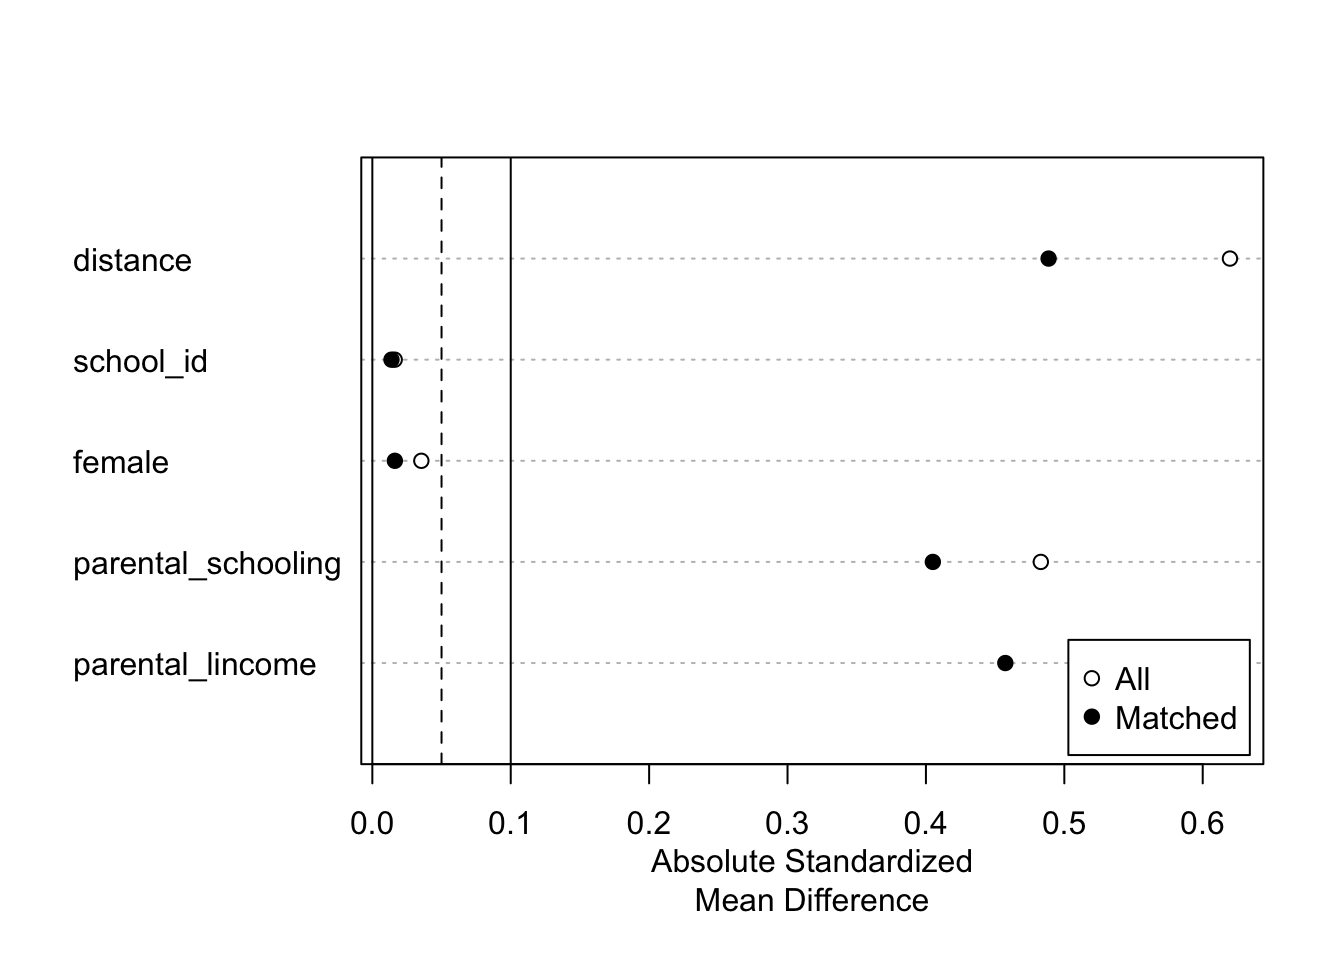 distance
school_id
female
parental_schooling
parental_lincome
All
Matched
0.0 0.1 0.2 0.3 0.4 0.5 0.6
Absolute Standardized
Mean Difference